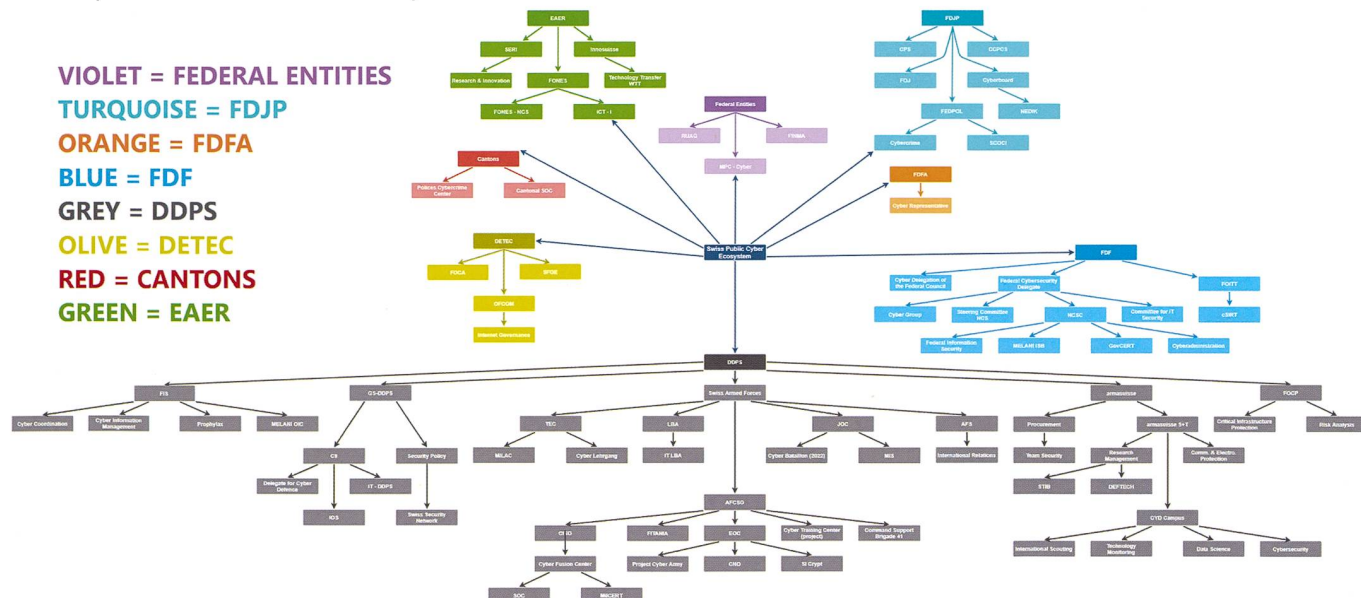 VIOLET = FEDERAL ENTITIES
TURQUOISE = FDJP
ORANGE = FDFA
BLUE = FDF
GREY = DDPS
OLIVE = DETEC
RED = CANTONS
GREEN = EAER
EAER
SERI
Innosuisse
Research & Innovation
FONES
Technology Transfer
WTT
FONES - NCS
ICT - I
Federal Entities
FINMA
MPC - Cyber
FDJP
CPS
CCPCS
FOJ
Cyberboard
FEDPOL
NEDIK
Cybercrime
SCOCI
Cantons
Polices Cybercrime
Center
Cantonal SOC
FDFA
Cyber Representative
Swiss Public Cyber
Ecosystem
DETEC
FOCA
SFOE
OFCOM
Internet Governance
FDF
Cyber Delegation of
the Federal Council
Federal Cybersecurity
Delegate
FOITT
Cyber Group
Steering Committee
NCS
NCSC
Committee for IT
Security
cSIRT
Federal Information
Security
MELANI ISB
GovCERT
Cyberadministration
DDPS
FIS
GS-DDPS
Swiss Armed Forces
armasuisse
FOCP
Cyber Coordination
Cyber Information
Management
Prophylax
MELANI OIC
TEC
LBA
JOC
AFS
Procurement
armasuisse S+T
Critical Infrastructure
Protection
Risk Analysis
CII
Security Policy
MILAC
Cyber Lehrgang
IT LBA
Cyber Bataillon (2022)
MIS
International Relations
Team Security
Research
Management
Comm. & Electro.
Protection
Delegate for Cyber
Defence
IT - DDPS
STIB
DEFTECH
IOS
Swiss Security
Network
AFCSO
CYD Campus
FITANIA
EOC
Cyber Training Center
(project)
Command Support
Brigade 41
International Scouting
Technology
Monitoring
Data Science
Cybersecurity
Cyber Fusion Center
Project Cyber Army
CNO
SI Crypt
SOC
MilCERT